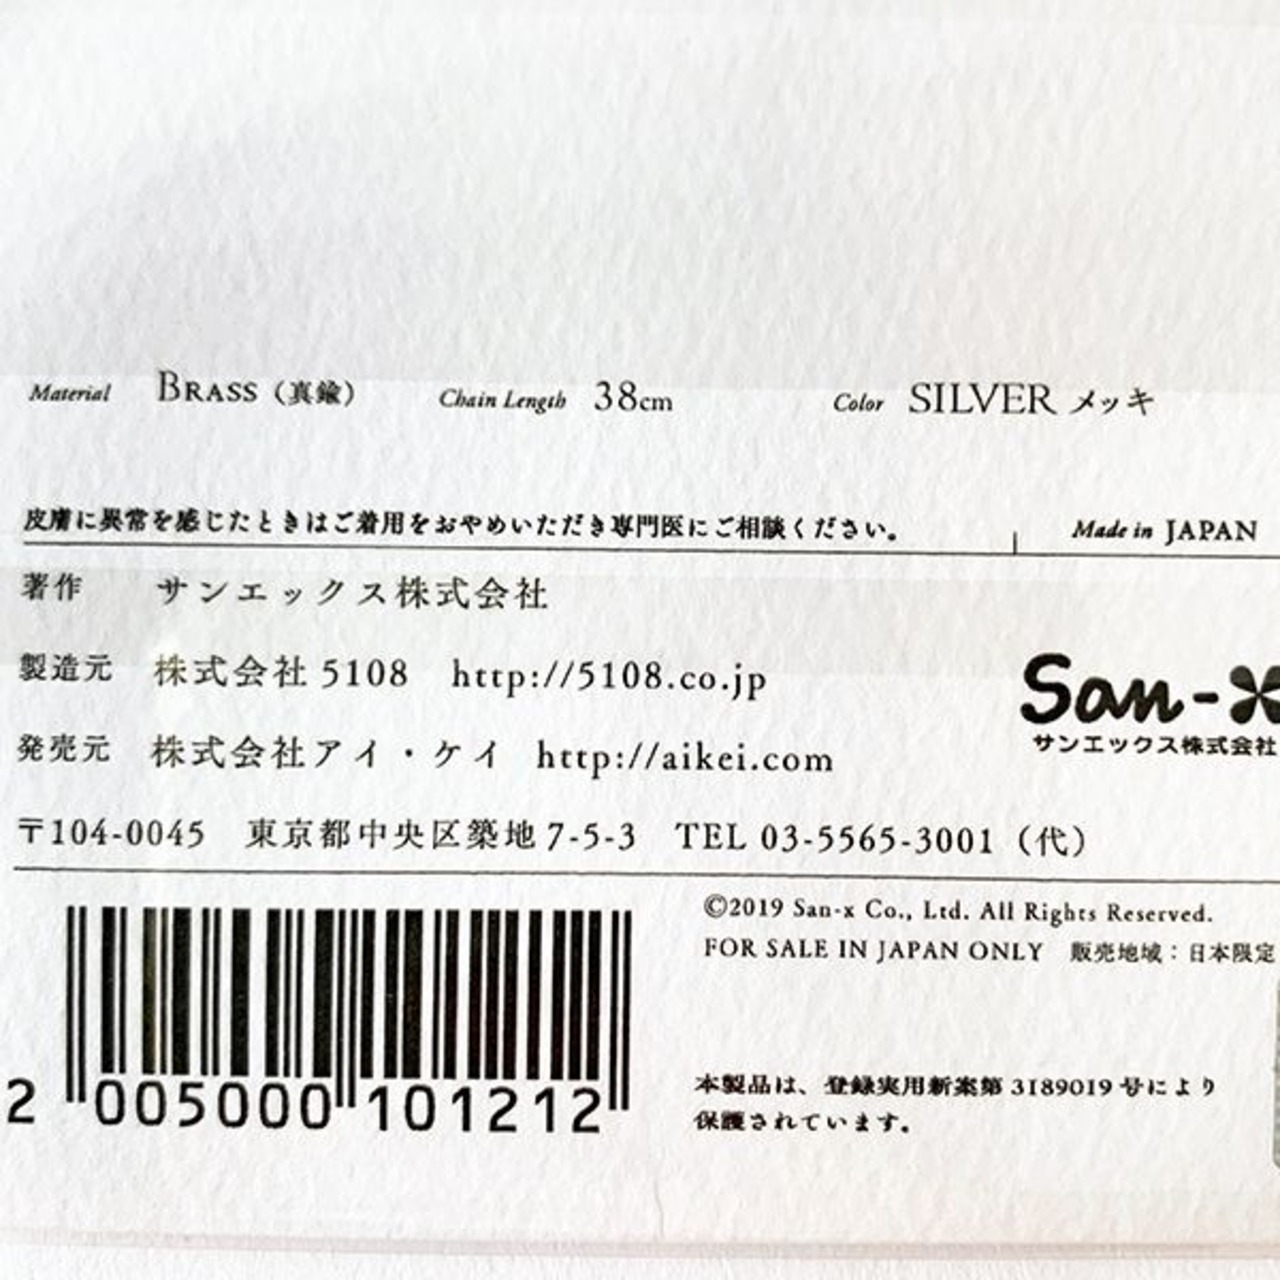 Material BRASS（真鍮） Chain Length 38cm Color SILVER メッキ
皮膚に異常を感じたときはご着用をおやめいただき専門医にご相談ください。 Made in JAPAN
著作 サンエックス株式会社
製造元 株式会社 5108 http://5108.co.jp
San-x
サンエックス株式会社
発売元 株式会社アイ・ケイ http://aikei.com
〒104-0045 東京都中央区築地 7-5-3 TEL 03-5565-3001（代）
©2019 San-x Co., Ltd. All Rights Reserved.
FOR SALE IN JAPAN ONLY 販売地域：日本限定
本製品は、登録実用新案第 3189019 号により
保護されています。
2 005000 101212